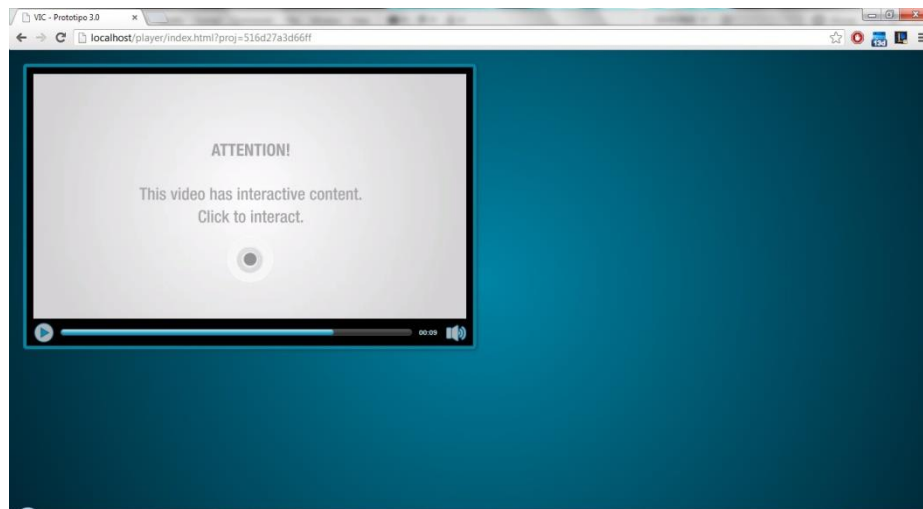 VIC - Prototipo 3.0
localhost/player/index.html?proj=516d27a3d66ff
13d
ATTENTION!
This video has interactive content.
Click to interact.
00:09